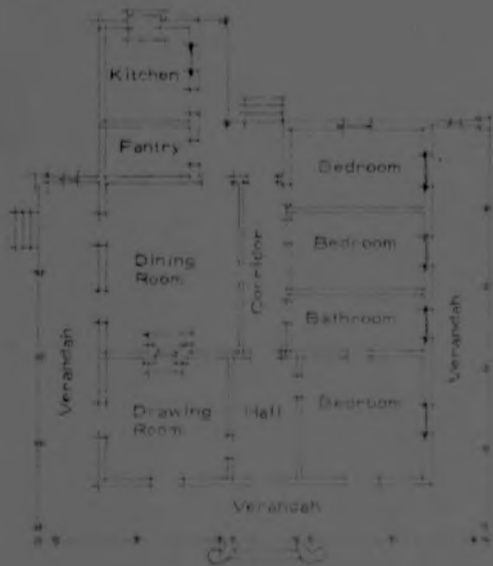 Kitchen
Pantry
Bedroom
Dining
Room
Corridor
Bedroom
Bathroom
Verandah
Verandah
Drawing
Room
Hall
Bedroom
Verandah